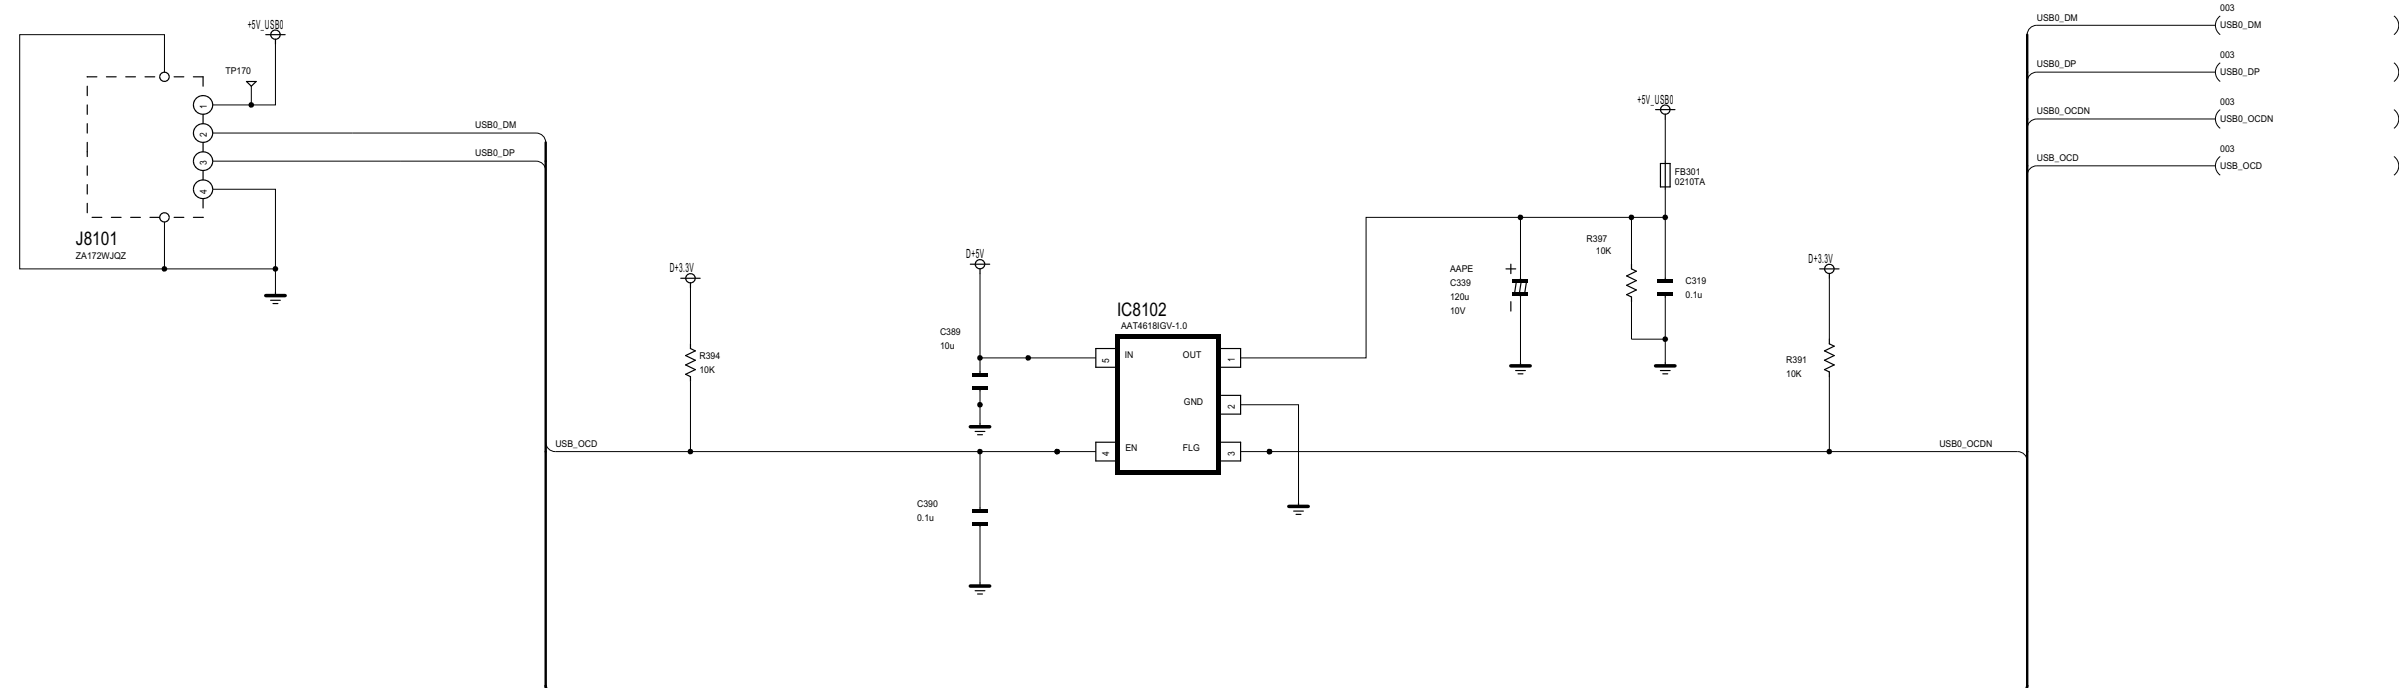 +5V_USB0
TP170
1
2
3
4
J8101
ZA172WJQZ
USB0_DM
USB0_DP
D+3.3V
R394
10K
USB_OCD
D+5V
C389
10u
C390
0.1u
IC8102
AAT4618IGV-1.0
5
IN
OUT
1
GND
2
4
EN
FLG
3
+5V_USB0
FB301
0210TA
R397
10K
AAPE
C339
120u
10V
+
C319
0.1u
D+3.3V
R391
10K
USB0_OCDN
USB0_DM
003
USB0_DM
USB0_DP
003
USB0_DP
USB0_OCDN
003
USB0_OCDN
USB_OCD
003
USB_OCD